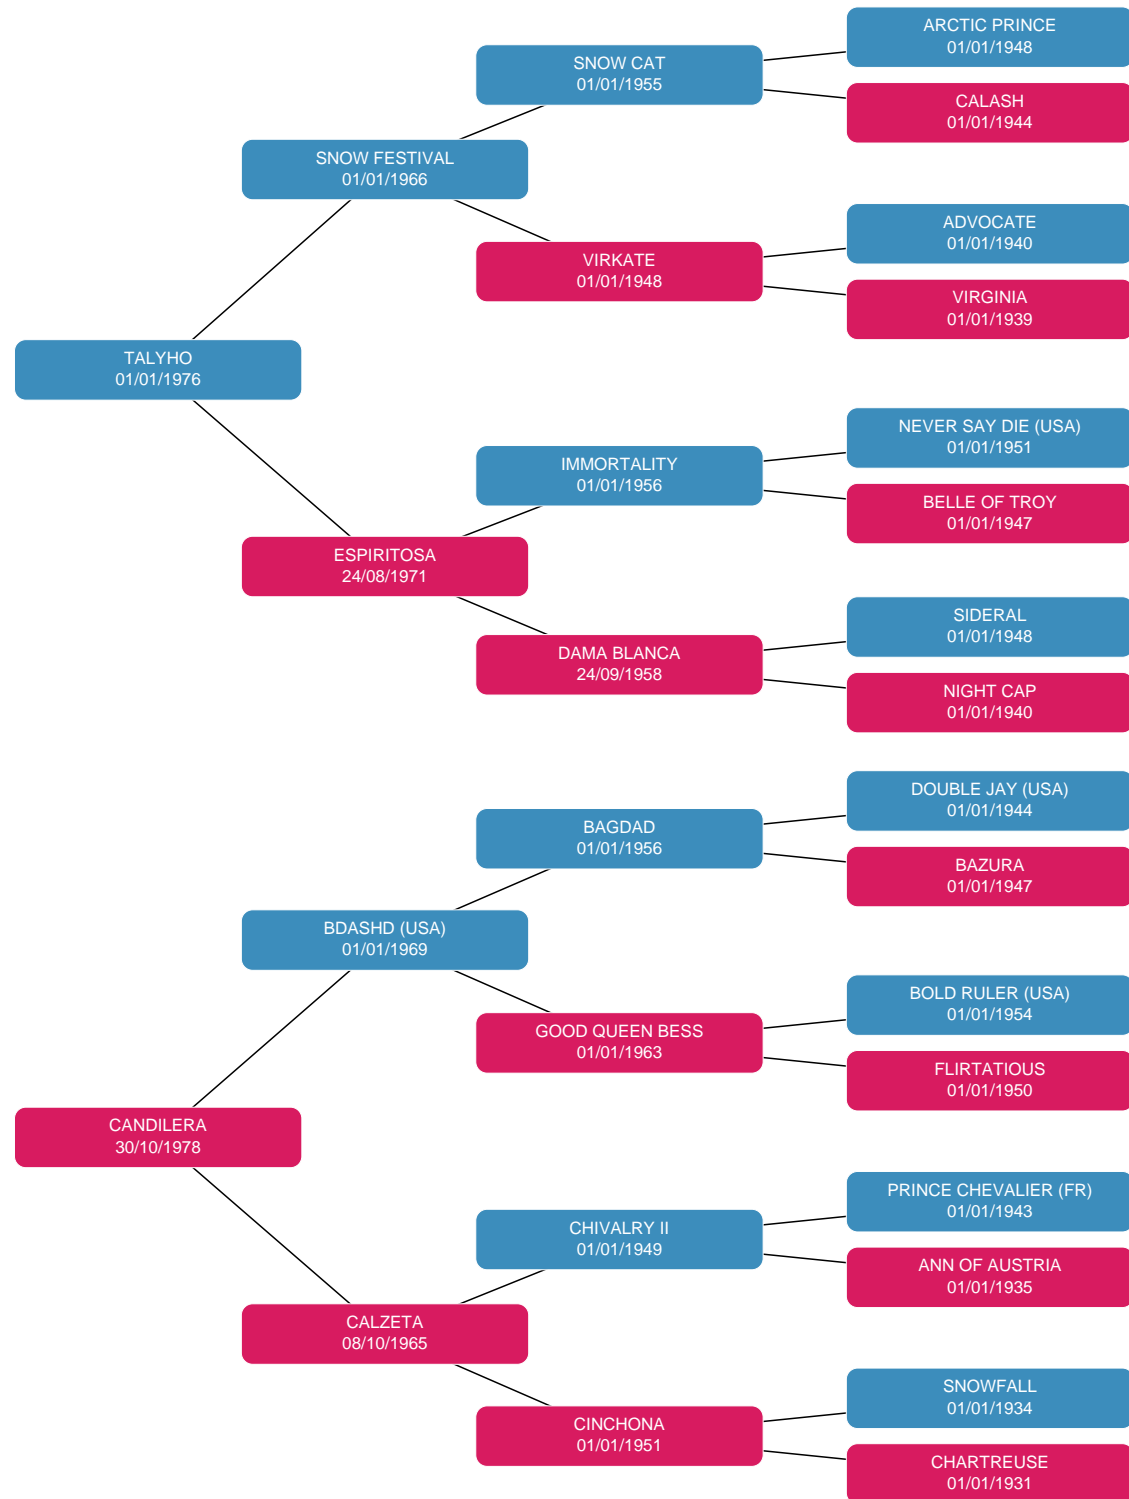 ARCTIC PRINCE
01/01/1948
SNOW CAT
01/01/1955
CALASH
01/01/1944
SNOW FESTIVAL
01/01/1966
ADVOCATE
01/01/1940
VIRKATE
01/01/1948
VIRGINIA
01/01/1939
TALYHO
01/01/1976
NEVER SAY DIE (USA)
01/01/1951
IMMORTALITY
01/01/1956
BELLE OF TROY
01/01/1947
ESPIRITOSA
24/08/1971
SIDERAL
01/01/1948
DAMA BLANCA
24/09/1958
NIGHT CAP
01/01/1940
DOUBLE JAY (USA)
01/01/1944
BAGDAD
01/01/1956
BAZURA
01/01/1947
BDASHD (USA)
01/01/1969
BOLD RULER (USA)
01/01/1954
GOOD QUEEN BESS
01/01/1963
FLIRTATIOUS
01/01/1950
CANDILERA
30/10/1978
PRINCE CHEVALIER (FR)
01/01/1943
CHIVALRY II
01/01/1949
ANN OF AUSTRIA
01/01/1935
CALZETA
08/10/1965
SNOWFALL
01/01/1934
CINCHONA
01/01/1951
CHARTREUSE
01/01/1931